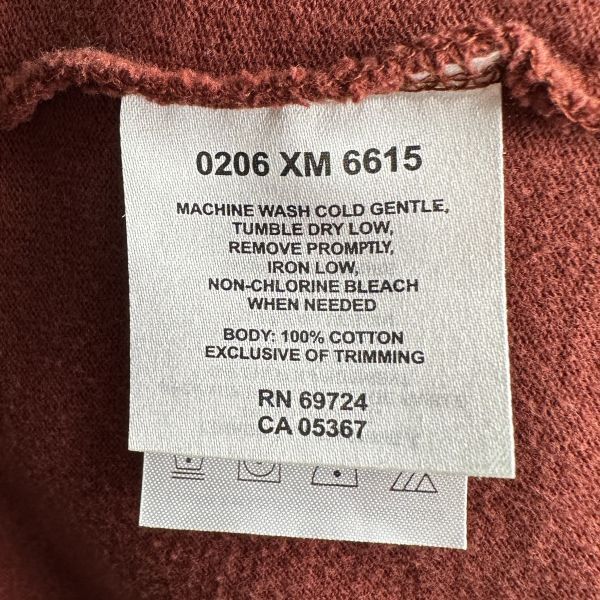 0206 XM 6615
MACHINE WASH COLD GENTLE,
TUMBLE DRY LOW,
REMOVE PROMPTLY,
IRON LOW,
NON-CHLORINE BLEACH
WHEN NEEDED
BODY: 100% COTTON
EXCLUSIVE OF TRIMMING
RN 69724
CA 05367